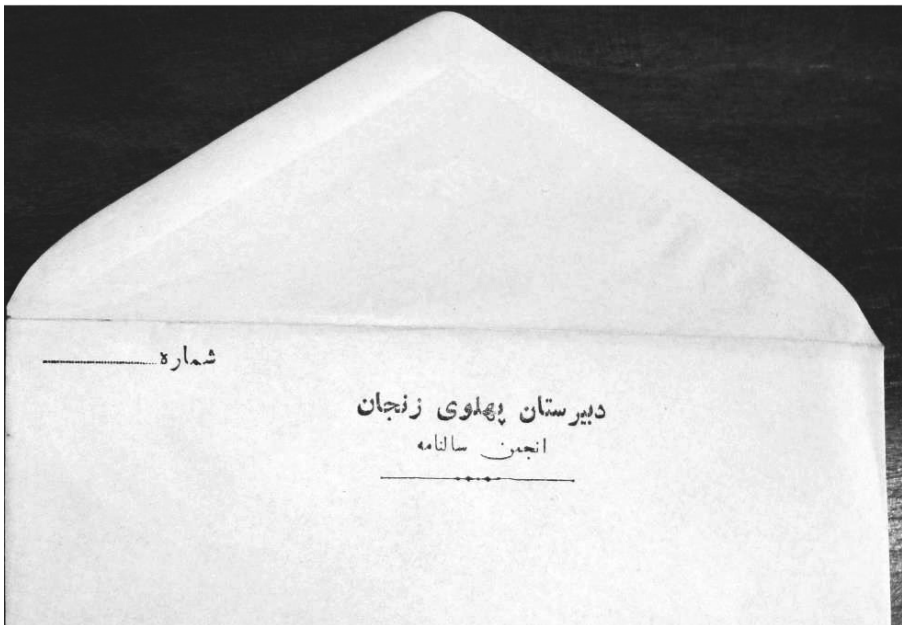 شماره
دبیرستان پهلوی زنجان
انجمن سالنامه